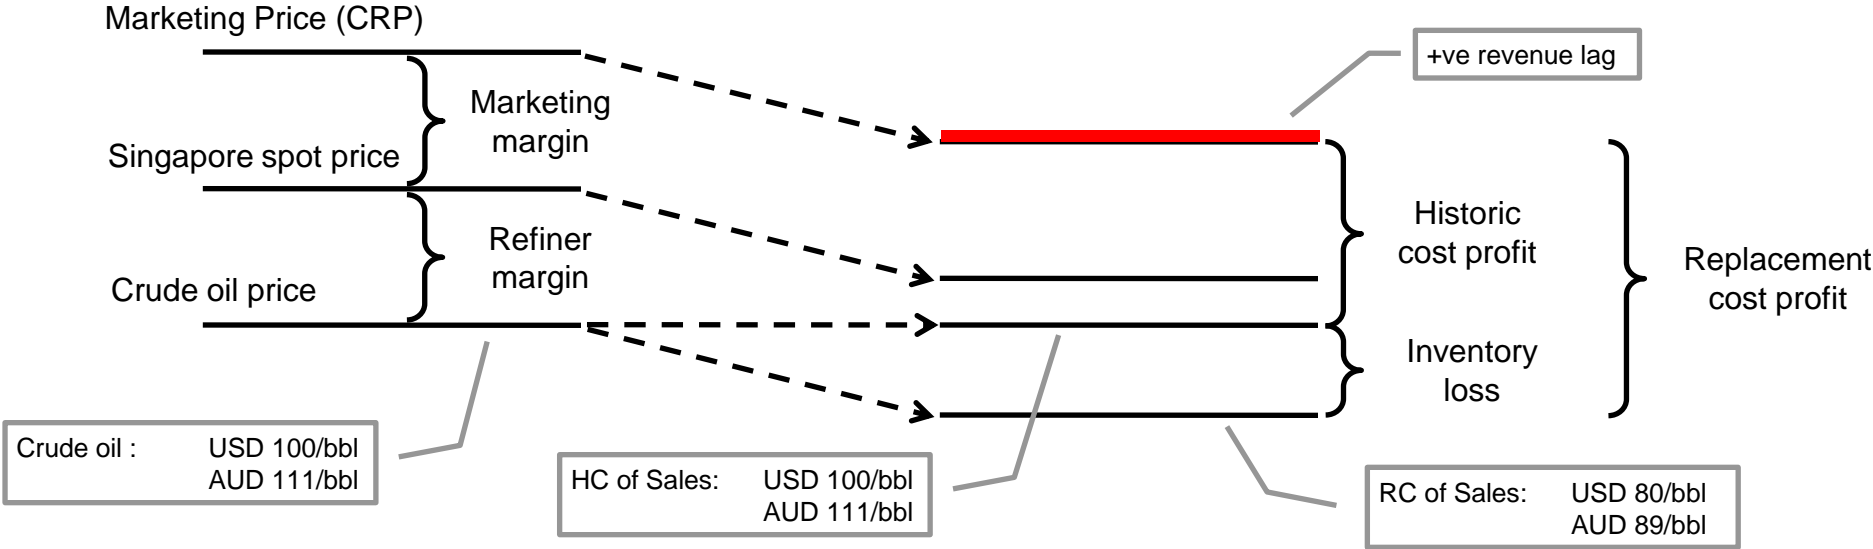 Marketing Price (CRP)
+ve revenue lag
Marketing
margin
Singapore spot price
Historic
cost profit
Refiner
margin
Replacement
cost profit
Crude oil price
Inventory
loss
Crude oil : USD 100/bbl
AUD 111/bbl
HC of Sales: USD 100/bbl
AUD 111/bbl
RC of Sales: USD 80/bbl
AUD 89/bbl